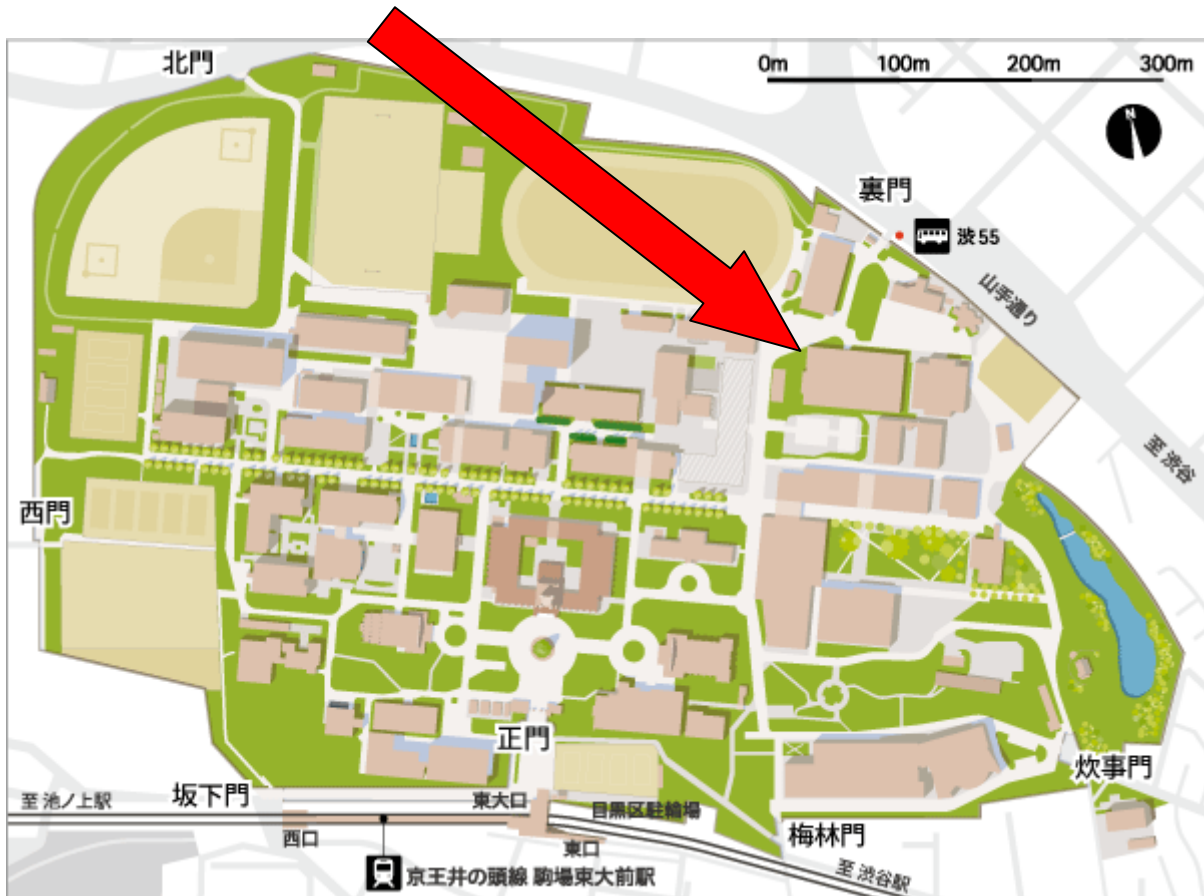 北門
0m 100m 200m 300m
N
裏門
渋55
山手通り
至 渋谷
西門
正門
炊事門
坂下門
至 池ノ上駅
東大口
目黒区駐輪場
西口
東口
梅林門
至 渋谷駅
京王井の頭線 駒場東大前駅